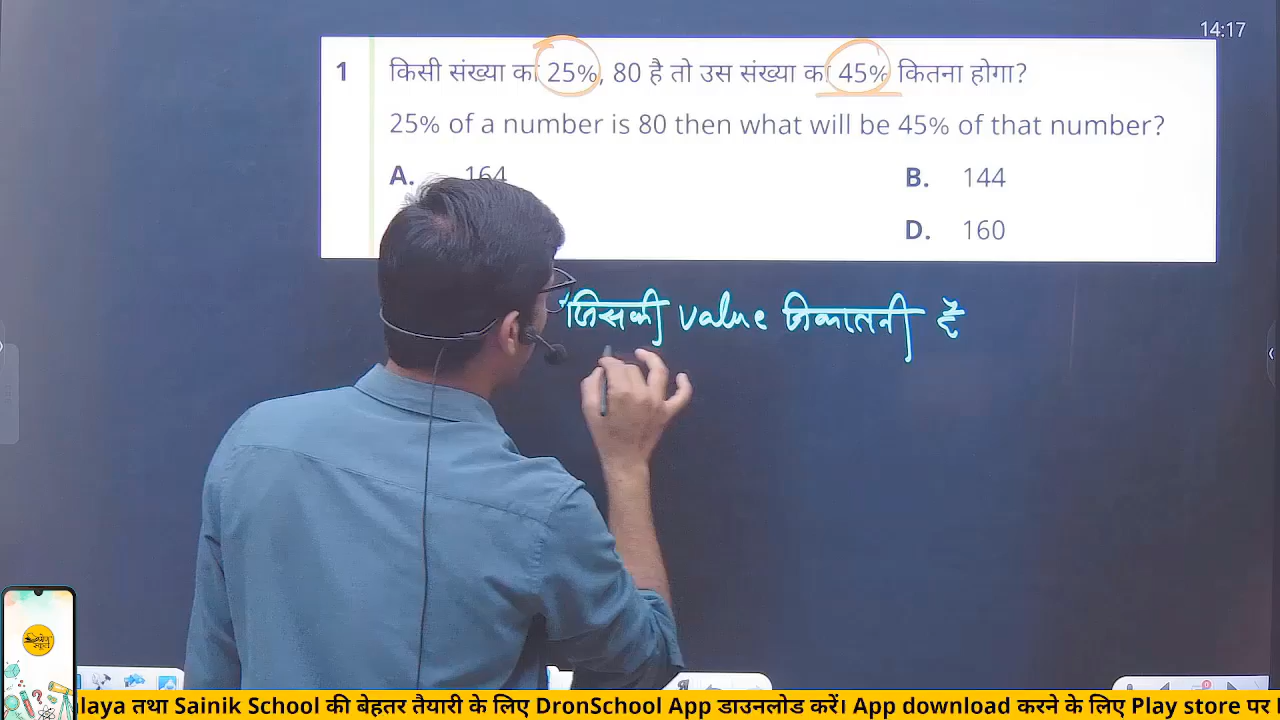 14:17
1 किसी संख्या का 25%, 80 है तो उस संख्या का 45% कितना होगा?
25% of a number is 80 then what will be 45% of that number?
A. 164
B. 144
D. 160
जिसकी value निकालनी है
laya तथा Sainik School की बेहतर तैयारी के लिए DronSchool App डाउनलोड करें। App download करने के लिए Play store पर